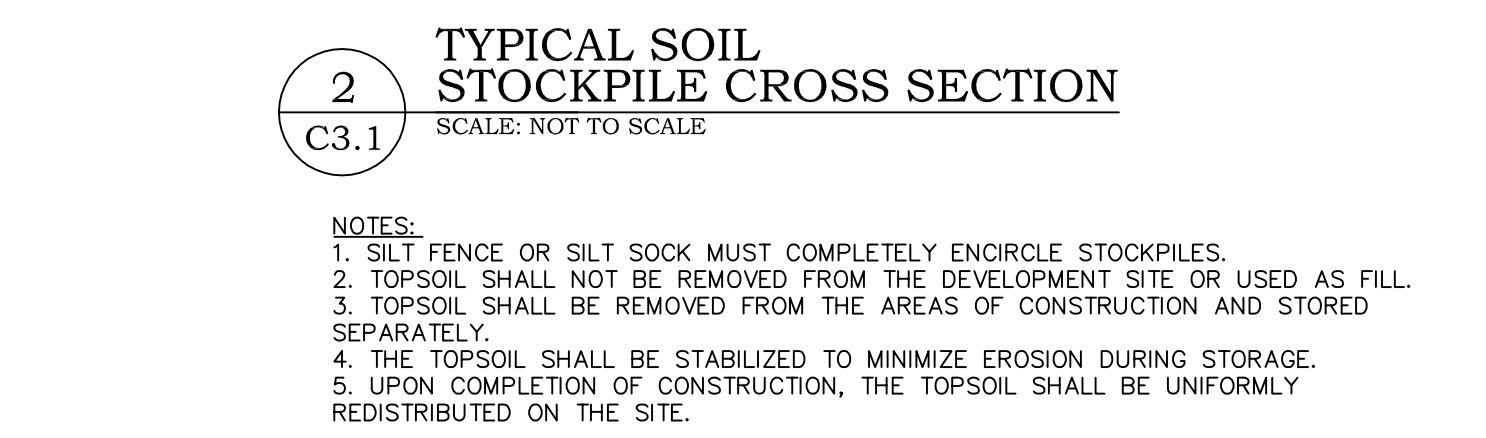 2
C3.1
TYPICAL SOIL
STOCKPILE CROSS SECTION
SCALE: NOT TO SCALE
NOTES:
1. SILT FENCE OR SILT SOCK MUST COMPLETELY ENCIRCLE STOCKPILES.
2. TOPSOIL SHALL NOT BE REMOVED FROM THE DEVELOPMENT SITE OR USED AS FILL.
3. TOPSOIL SHALL BE REMOVED FROM THE AREAS OF CONSTRUCTION AND STORED
SEPARATELY.
4. THE TOPSOIL SHALL BE STABILIZED TO MINIMIZE EROSION DURING STORAGE.
5. UPON COMPLETION OF CONSTRUCTION, THE TOPSOIL SHALL BE UNIFORMLY
REDISTRIBUTED ON THE SITE.